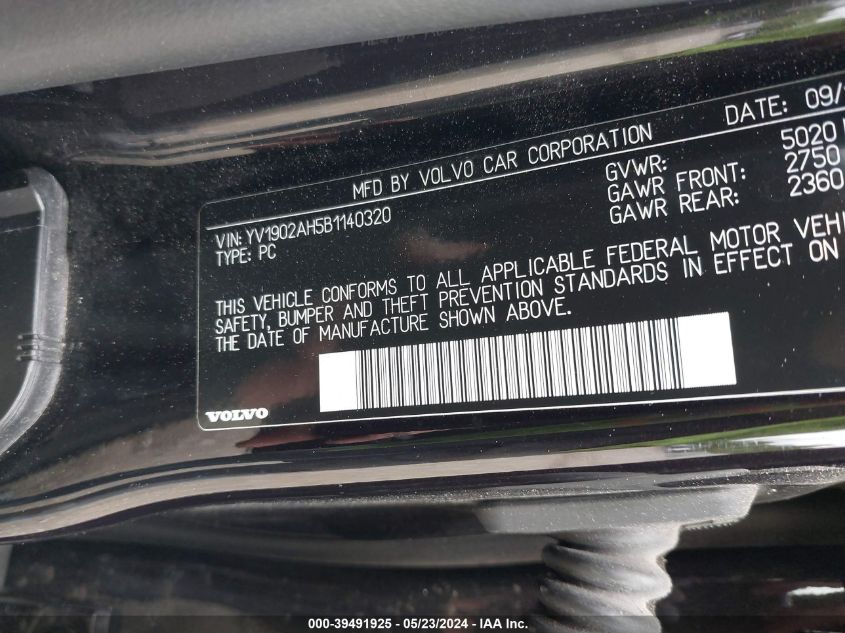 DATE: 09/
MFD BY VOLVO CAR CORPORATION
VIN: YV1902AH5B1140320
TYPE: PC
GVWR: 5020
GAWR FRONT: 2750
GAWR REAR: 2360
THIS VEHICLE CONFORMS TO ALL APPLICABLE FEDERAL MOTOR VEHI
SAFETY, BUMPER AND THEFT PREVENTION STANDARDS IN EFFECT ON
THE DATE OF MANUFACTURE SHOWN ABOVE.
VOLVO
000-39491925 - 05/23/2024 - IAA Inc.